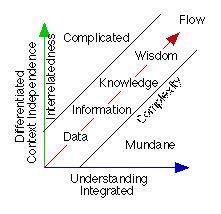 Flow
Complicated
Wisdom
Knowledge
Information
Complexity
Data
Mundane
Differentiated
Context Independence
Interrelatedness
Understanding
Integrated